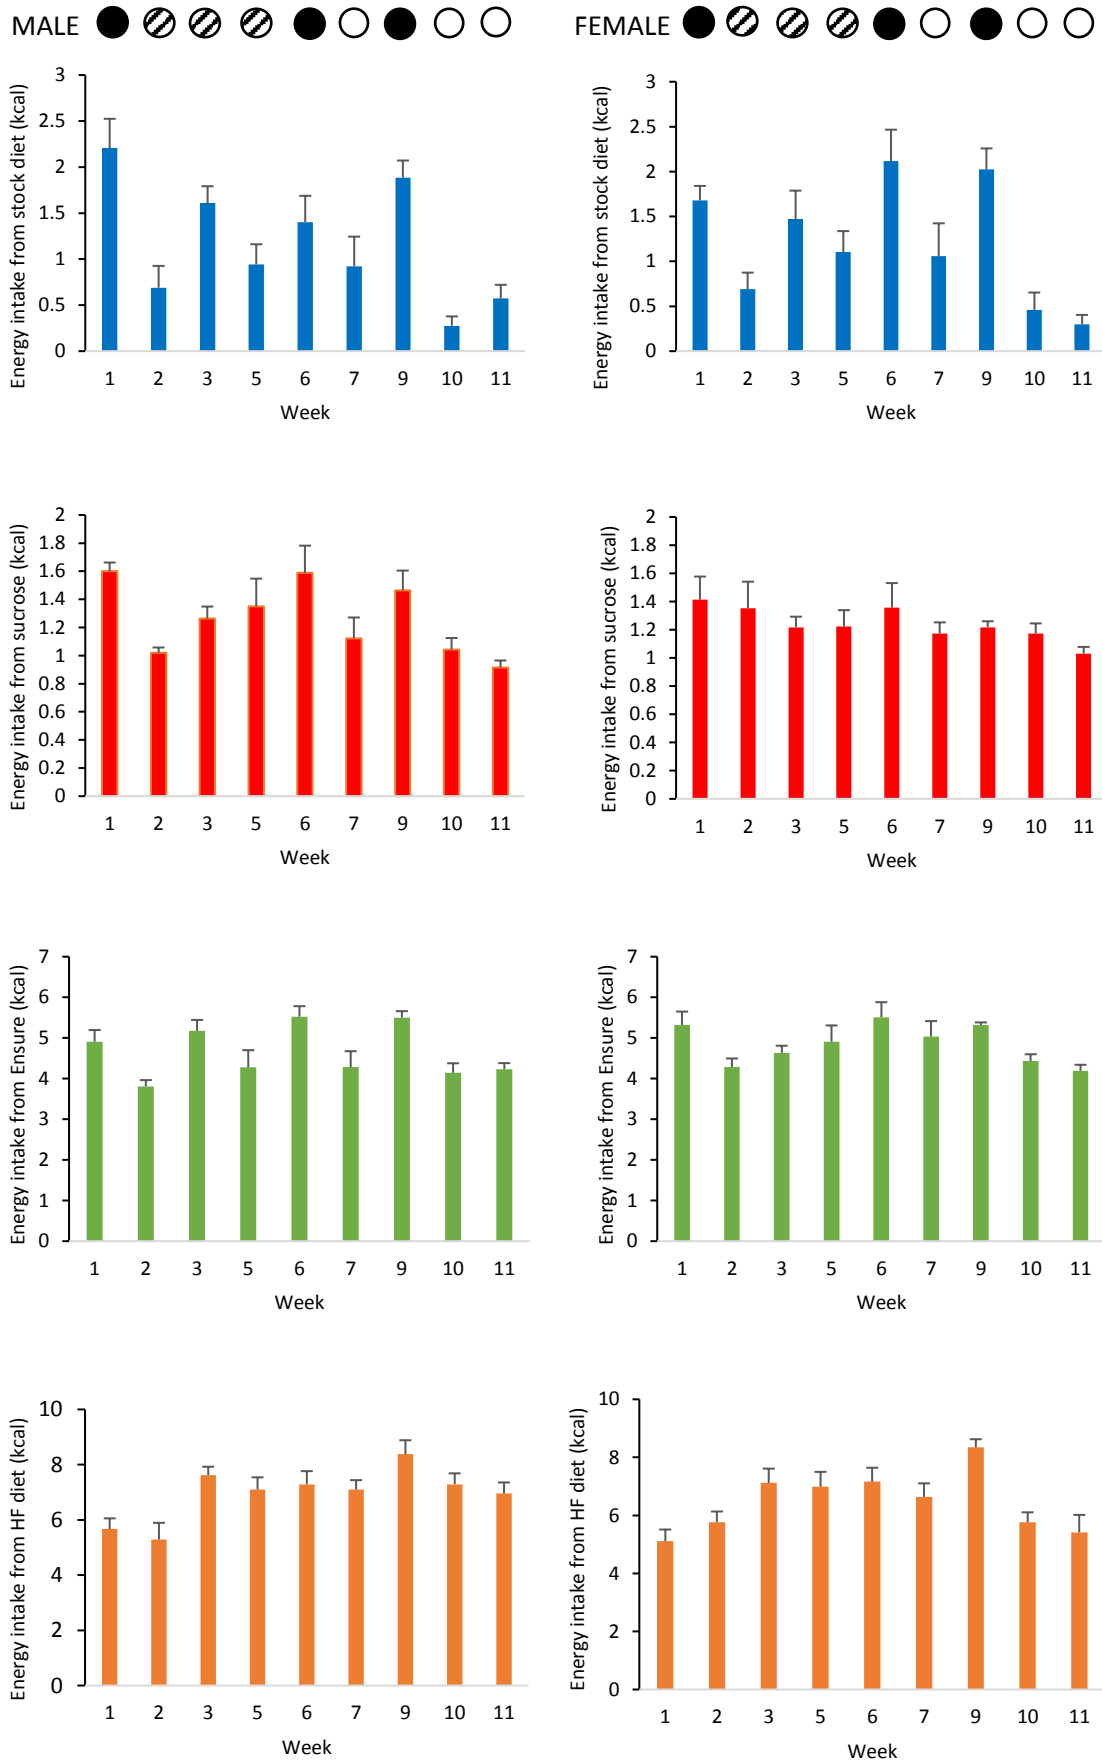 MALE
FEMALE
Energy intake from stock diet (kcal)
3
2.5
2
1.5
1
0.5
0
1 2 3 5 6 7 9 10 11
Week
Energy intake from stock diet (kcal)
3
2.5
2
1.5
1
0.5
0
1 2 3 5 6 7 9 10 11
Week
Energy intake from sucrose (kcal)
2
1.8
1.6
1.4
1.2
1
0.8
0.6
0.4
0.2
0
1 2 3 5 6 7 9 10 11
Week
Energy intake from sucrose (kcal)
2
1.8
1.6
1.4
1.2
1
0.8
0.6
0.4
0.2
0
1 2 3 5 6 7 9 10 11
Week
Energy intake from Ensure (kcal)
7
6
5
4
3
2
1
0
1 2 3 5 6 7 9 10 11
Week
Energy intake from Ensure (kcal)
7
6
5
4
3
2
1
0
1 2 3 5 6 7 9 10 11
Week
Energy intake from HF diet (kcal)
10
8
6
4
2
0
1 2 3 5 6 7 9 10 11
Week
Energy intake from HF diet (kcal)
10
8
6
4
2
0
1 2 3 5 6 7 9 10 11
Week